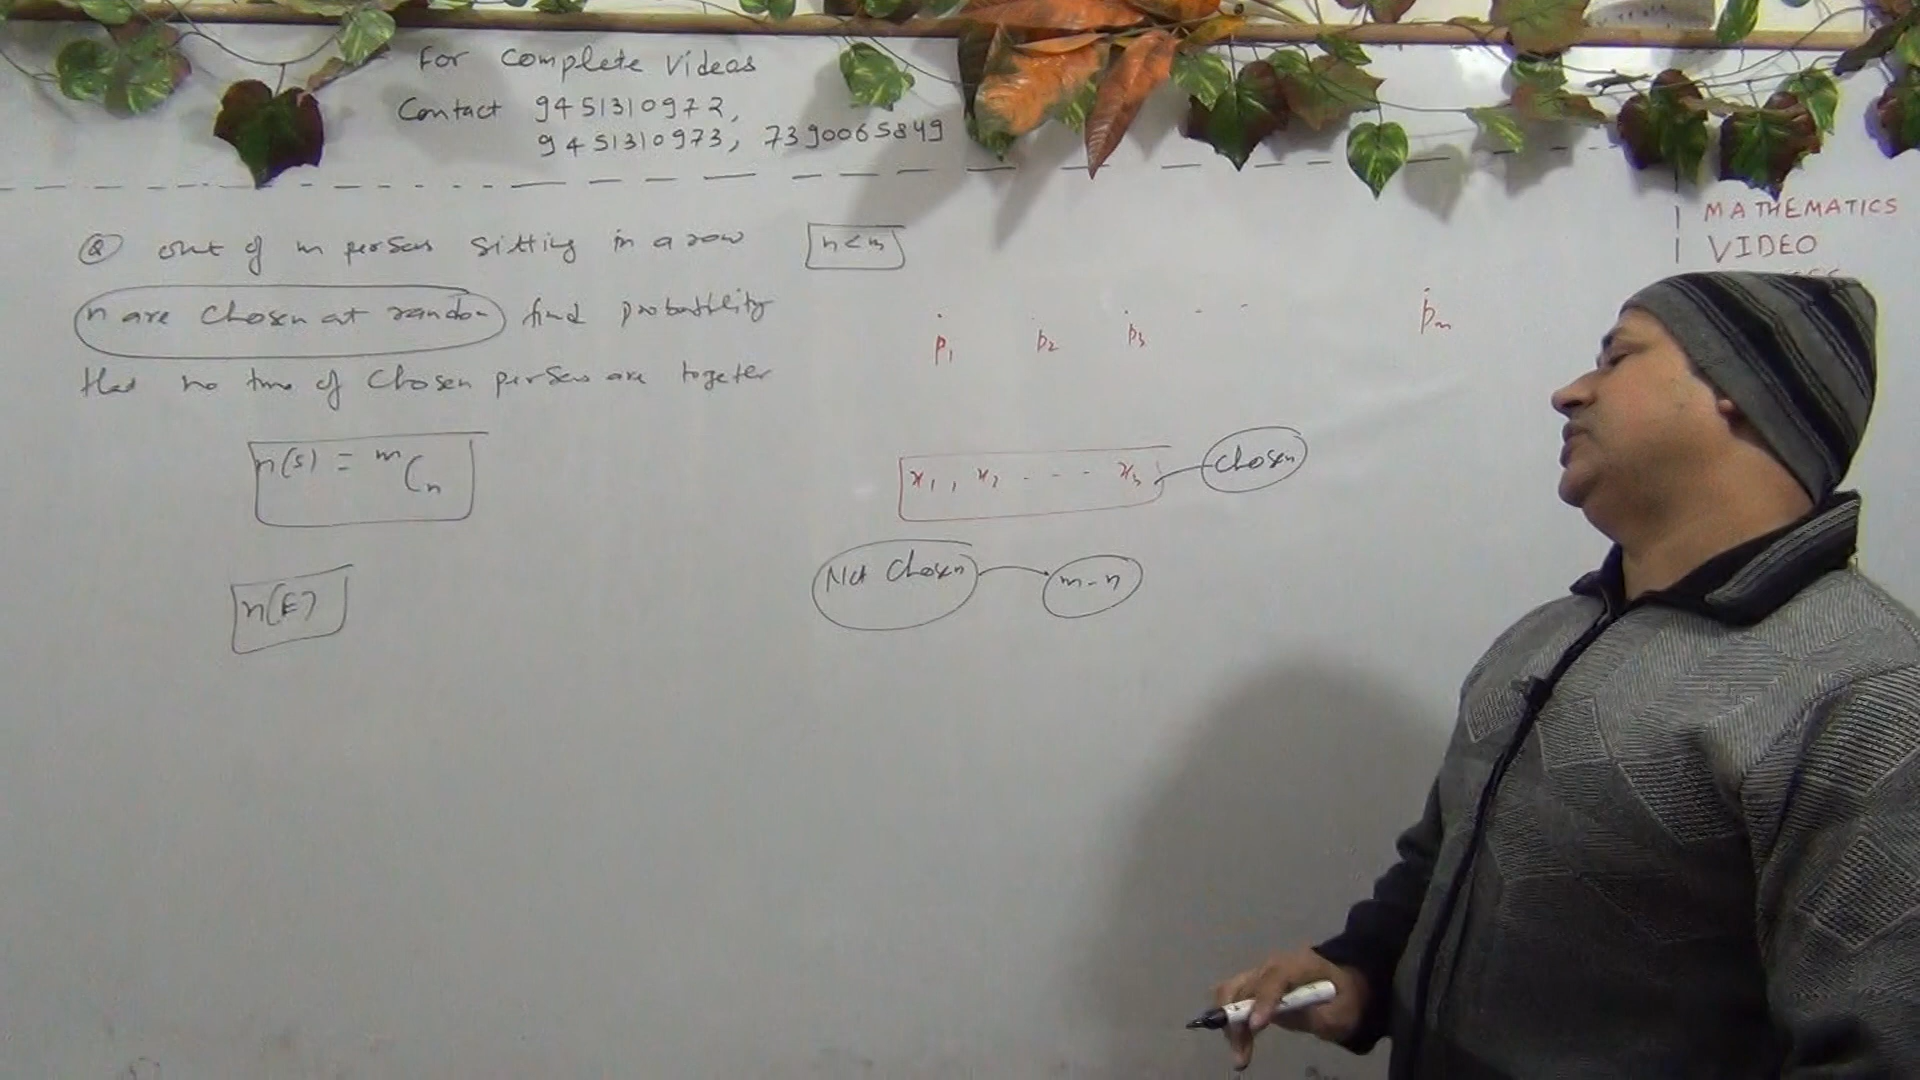 For Complete Videos
Contact 9451310972,
9451310973, 7390065849
MATHEMATICS
VIDEO
Q out of m persons sitting in a row n<m
n are chosen at random find probability
that no two of chosen persons are together
p1 p2 p3 - - pm
n(S) = mCn
x1, x2 - - - xn chosen
Not chosen m-n
n(E)